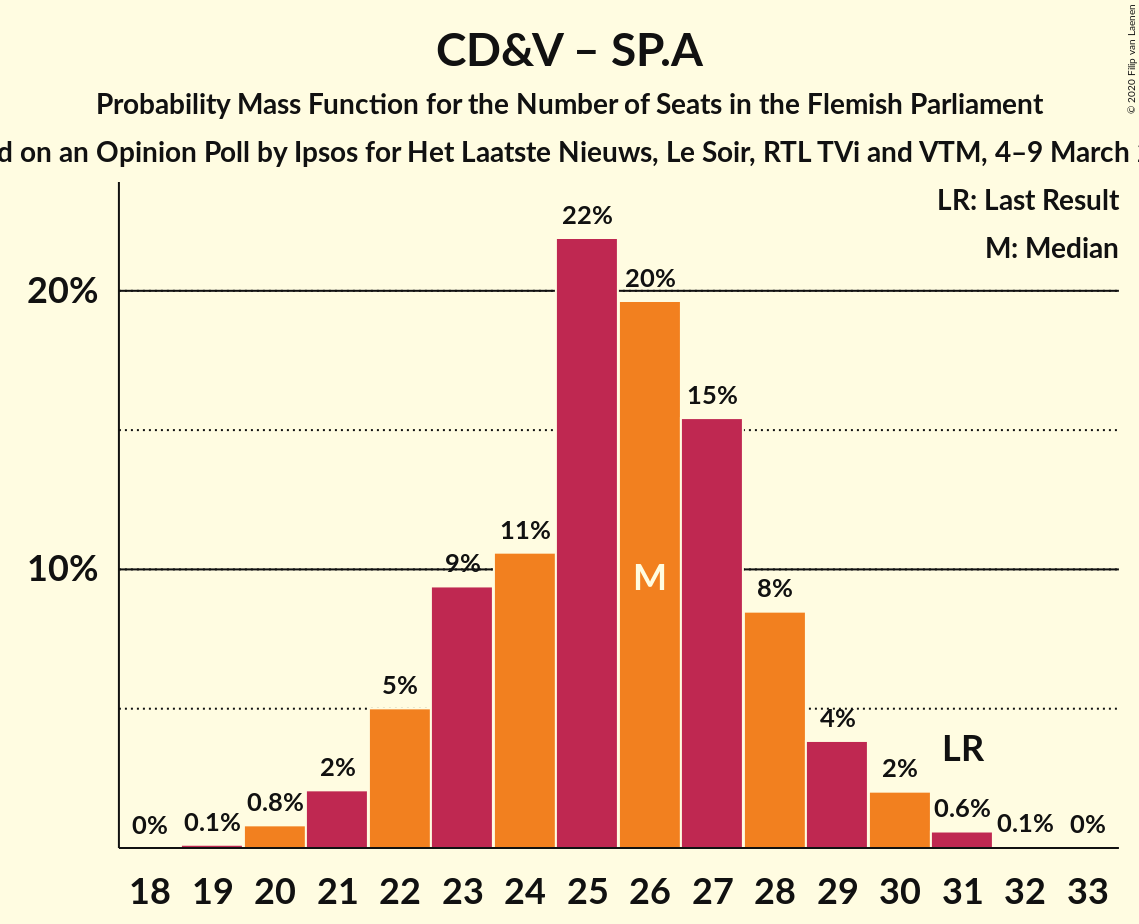 © 2020 Filip van Laenen
CD&V – SP.A
Probability Mass Function for the Number of Seats in the Flemish Parliament
on an Opinion Poll by Ipsos for Het Laatste Nieuws, Le Soir, RTL TVi and VTM, 4–9 March
LR: Last Result
M: Median
20%
10%
0%
0.1%
0.8%
2%
5%
9%
11%
22%
20%
15%
8%
4%
2%
0.6%
0.1%
0%
M
LR
18 19 20 21 22 23 24 25 26 27 28 29 30 31 32 33